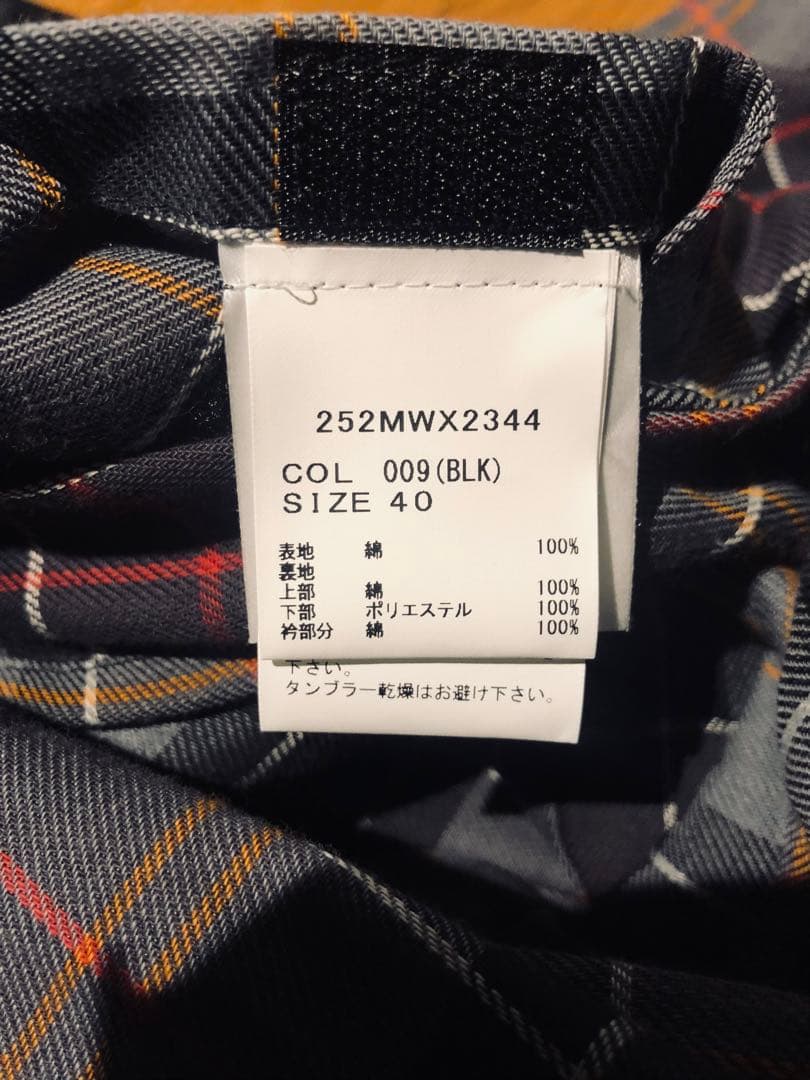 252MWX2344
COL 009(BLK)
SIZE 40
表地 綿 100%
裏地
上部 綿 100%
下部 ポリエステル 100%
衿部分 綿 100%
下さい。
タンブラー乾燥はお避け下さい。